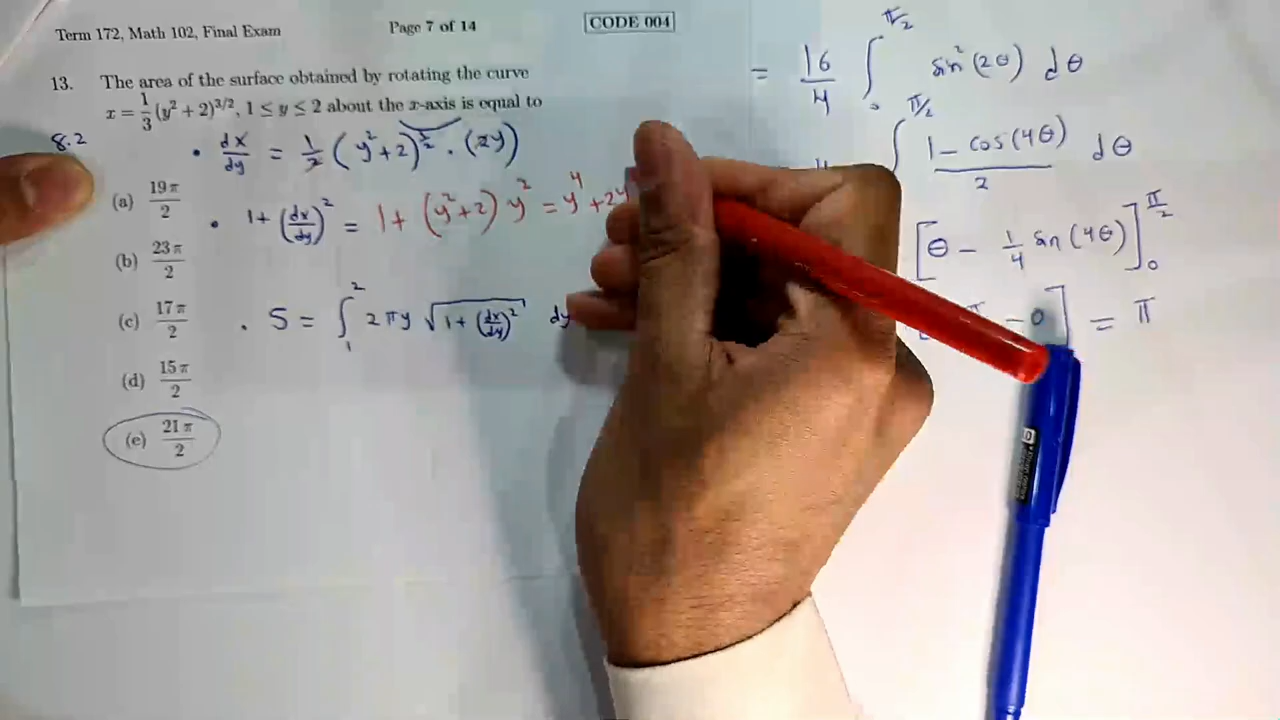 Term 172, Math 102, Final Exam Page 7 of 14 CODE 004
13. The area of the surface obtained by rotating the curve
x = 1/3 (y² + 2)^{3/2}, 1 ≤ y ≤ 2 about the x-axis is equal to
8.2
• dx/dy = 1/2 (y²+2)^{1/2} · (2y)
(a) 19π/2
• 1 + (dx/dy)² = 1 + (y²+2) y² = y⁴ + 2y
(b) 23π/2
(c) 17π/2
• S = ∫₁² 2πy √(1 + (dx/dy)²) dy
(d) 15π/2
(e) 21π/2
= 16/4 ∫₀^{π/2} sin²(2θ) dθ
∫^{π/2} (1 - cos(4θ))/2 dθ
[θ - 1/4 sin(4θ)]₀^{π/2}
- 0] = π